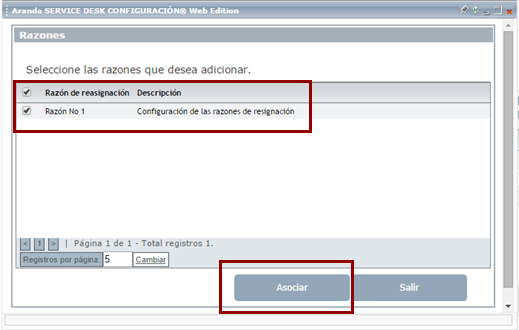 Aranda SERVICE DESK CONFIGURACIÓN® Web Edition
Razones
Seleccione las razones que desea adicionar.
Razón de reasignación Descripción
Razón No 1 Configuración de las razones de resignación
< 1 > | Página 1 de 1 - Total registros 1.
Registros por página: 5 Cambiar
Asociar Salir